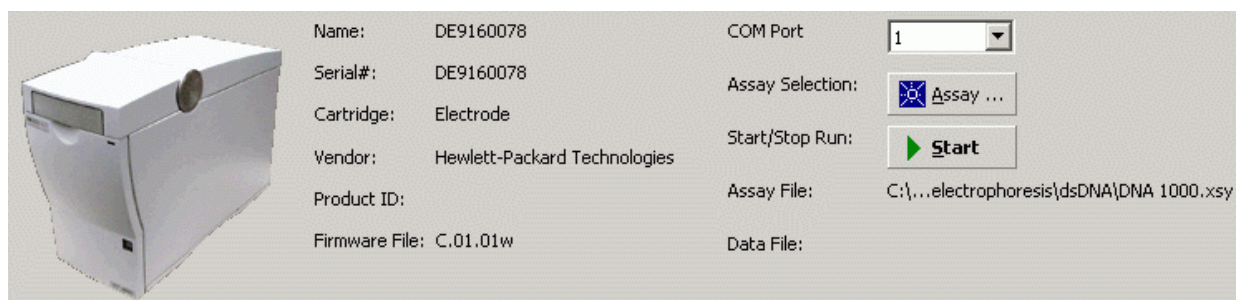 Name: DE9160078
Serial#: DE9160078
Cartridge: Electrode
Vendor: Hewlett-Packard Technologies
Product ID:
Firmware File: C.01.01w
COM Port 1
Assay Selection: Assay ...
Start/Stop Run: Start
Assay File: C:\...electrophoresis\dsDNA\DNA 1000.xsy
Data File: